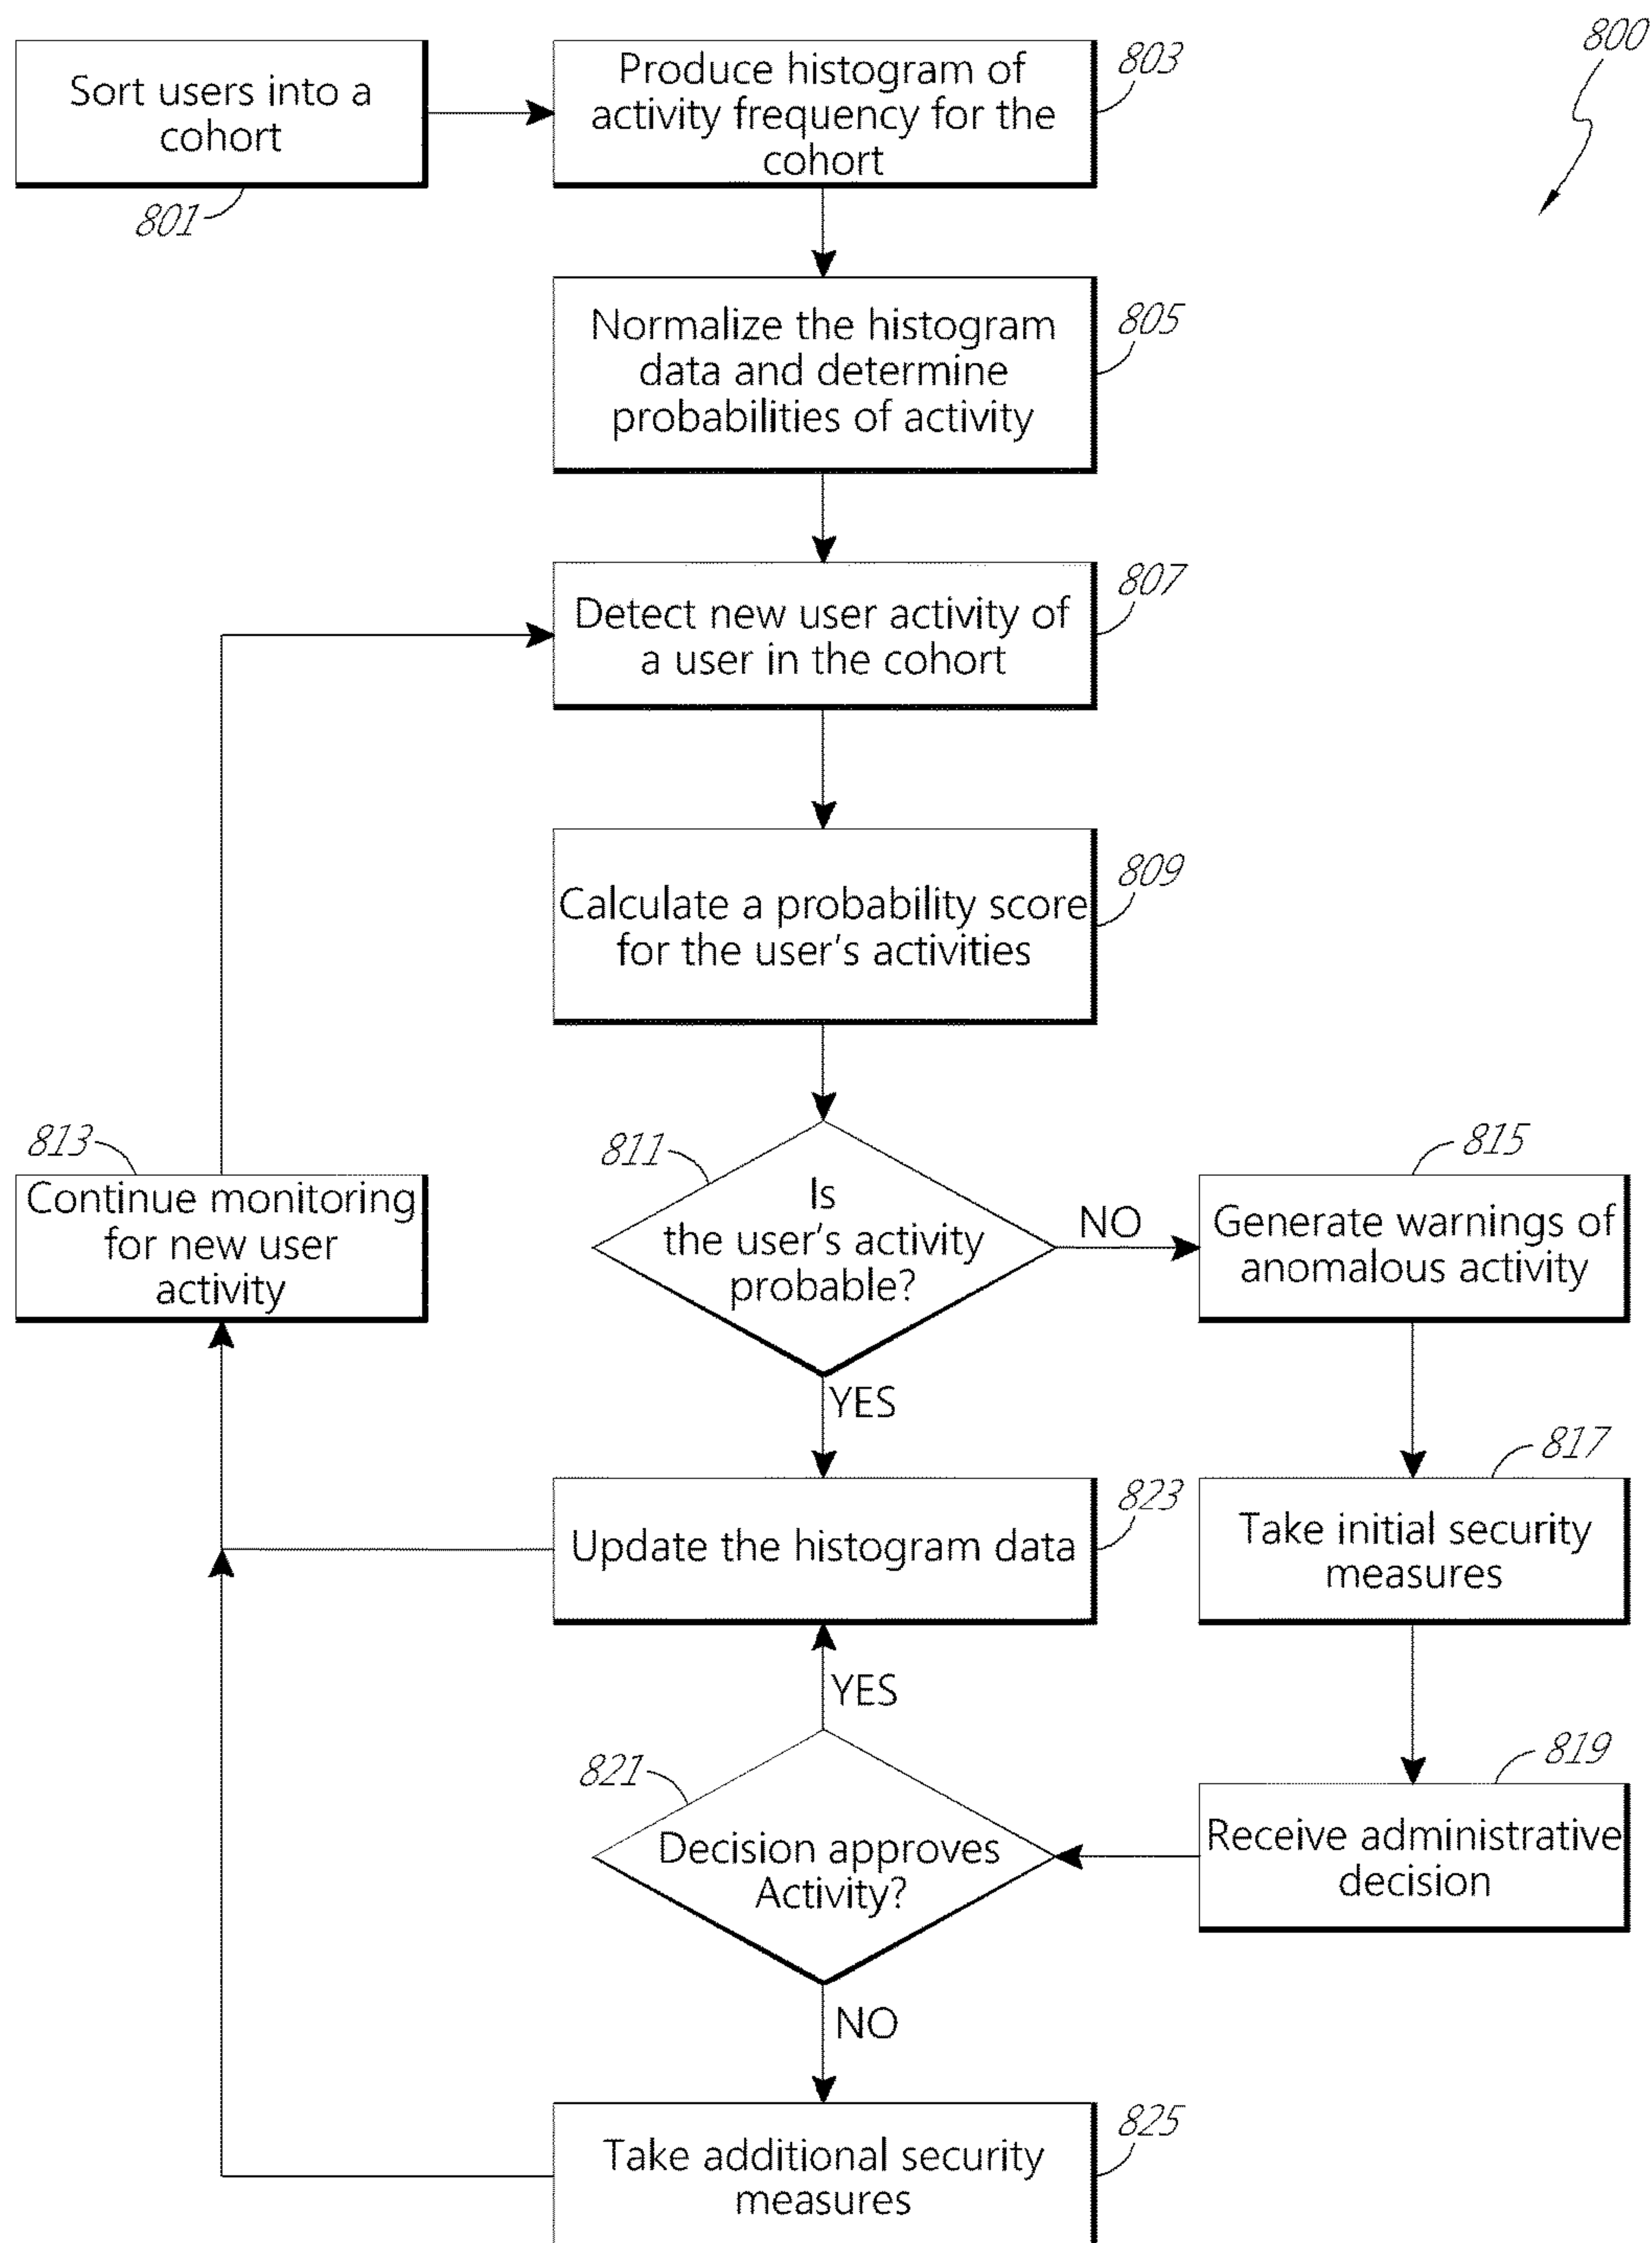 800
Sort users into a
cohort
801
Produce histogram of
activity frequency for the
cohort
803
Normalize the histogram
data and determine
probabilities of activity
805
Detect new user activity of
a user in the cohort
807
Calculate a probability score
for the user's activities
809
813
Continue monitoring
for new user
activity
811
Is
the user's activity
probable?
NO
YES
815
Generate warnings of
anomalous activity
817
Take initial security
measures
823
Update the histogram data
YES
819
Receive administrative
decision
821
Decision approves
Activity?
NO
825
Take additional security
measures